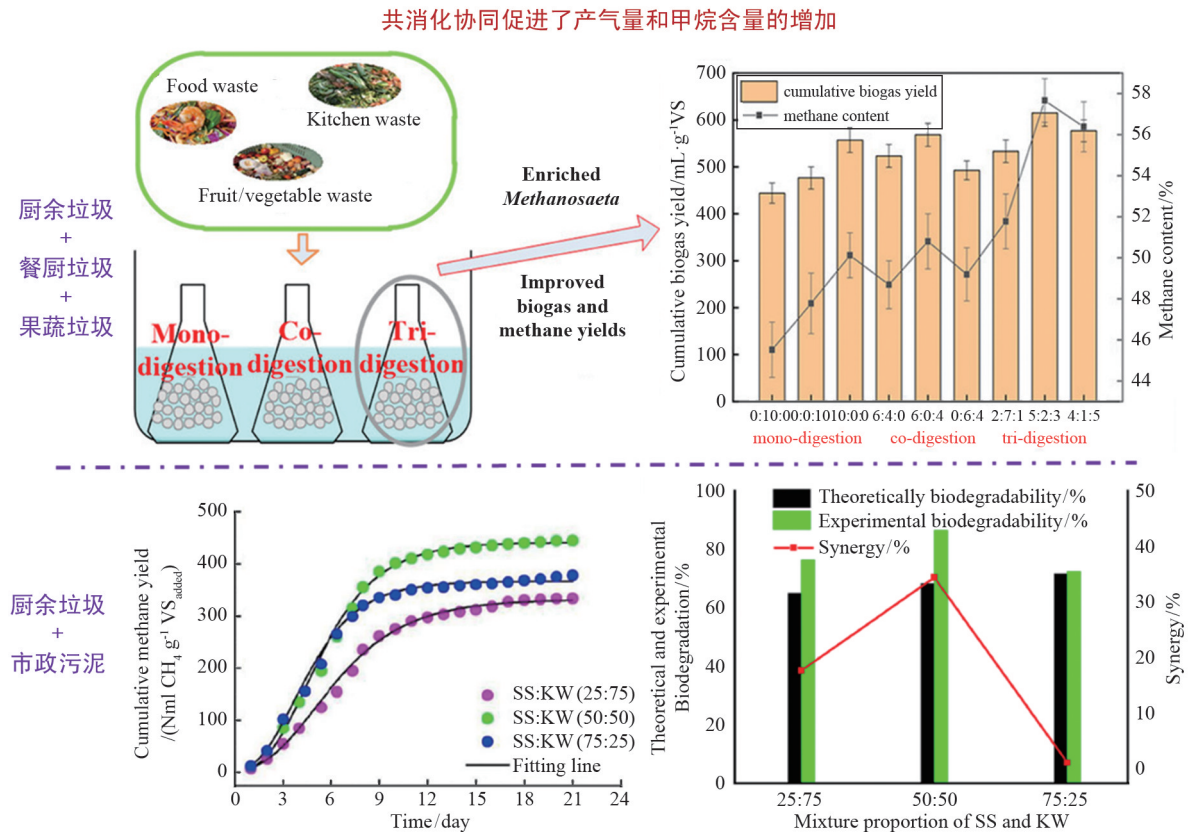 共消化协同促进了产气量和甲烷含量的增加
Food waste
Kitchen waste
Fruit/vegetable waste
厨余垃圾
+
餐厨垃圾
+
果蔬垃圾
Mono-
digestion
Co-
digestion
Tri-
digestion
Enriched
Methanosaeta
Improved
biogas and
methane yields
Cumulative biogas yield/mL·g⁻¹VS
700
600
500
400
300
200
100
0
cumulative biogas yield
methane content
58
56
54
52
50
48
46
44
Methane content/%
0:10:0 0:0:10 10:0:0 6:4:0 6:0:4 0:6:4 2:7:1 5:2:3 4:1:5
mono-digestion co-digestion tri-digestion
厨余垃圾
+
市政污泥
Cumulative methane yield
/(Nml CH₄ g⁻¹ VSadded)
500
400
300
200
100
0
SS:KW (25:75)
SS:KW (50:50)
SS:KW (75:25)
Fitting line
0 3 6 9 12 15 18 21 24
Time/day
Theoretical and experimental
Biodegradation/%
100
80
60
40
20
0
Theoretically biodegradability/%
Experimental biodegradability/%
Synergy/%
50
40
30
20
10
0
Synergy/%
25:75 50:50 75:25
Mixture proportion of SS and KW